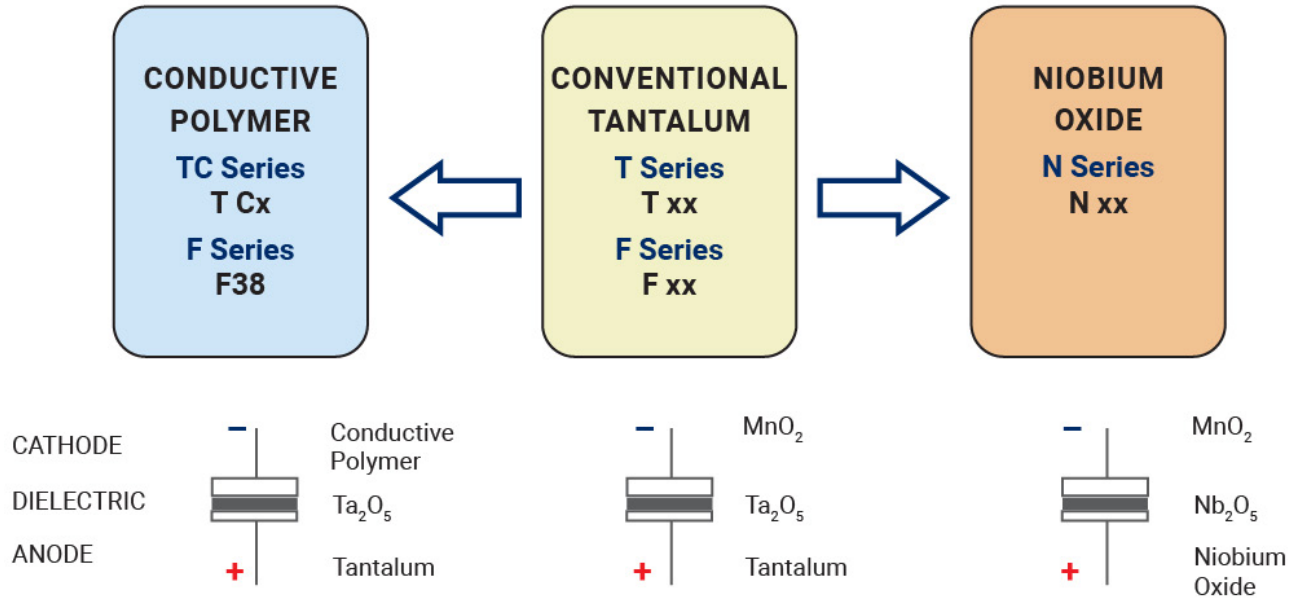 CONDUCTIVE
POLYMER
TC Series
T Cx
F Series
F38
CONVENTIONAL
TANTALUM
T Series
T xx
F Series
F xx
NIOBIUM
OXIDE
N Series
N xx
CATHODE
DIELECTRIC
ANODE
−
Conductive
Polymer
Ta₂O₅
+
Tantalum
−
MnO₂
Ta₂O₅
+
Tantalum
−
MnO₂
Nb₂O₅
+
Niobium
Oxide